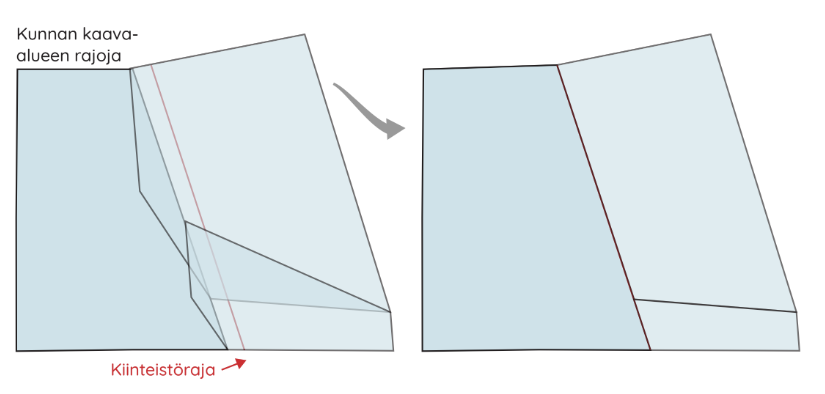 Kunnan kaava-
alueen rajoja
Kiinteistöraja